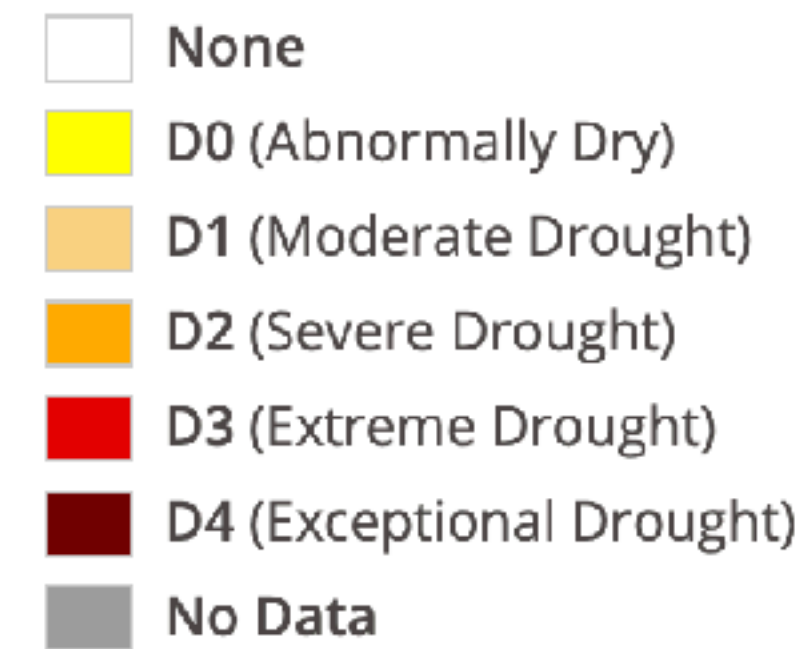 None
D0 (Abnormally Dry)
D1 (Moderate Drought)
D2 (Severe Drought)
D3 (Extreme Drought)
D4 (Exceptional Drought)
No Data